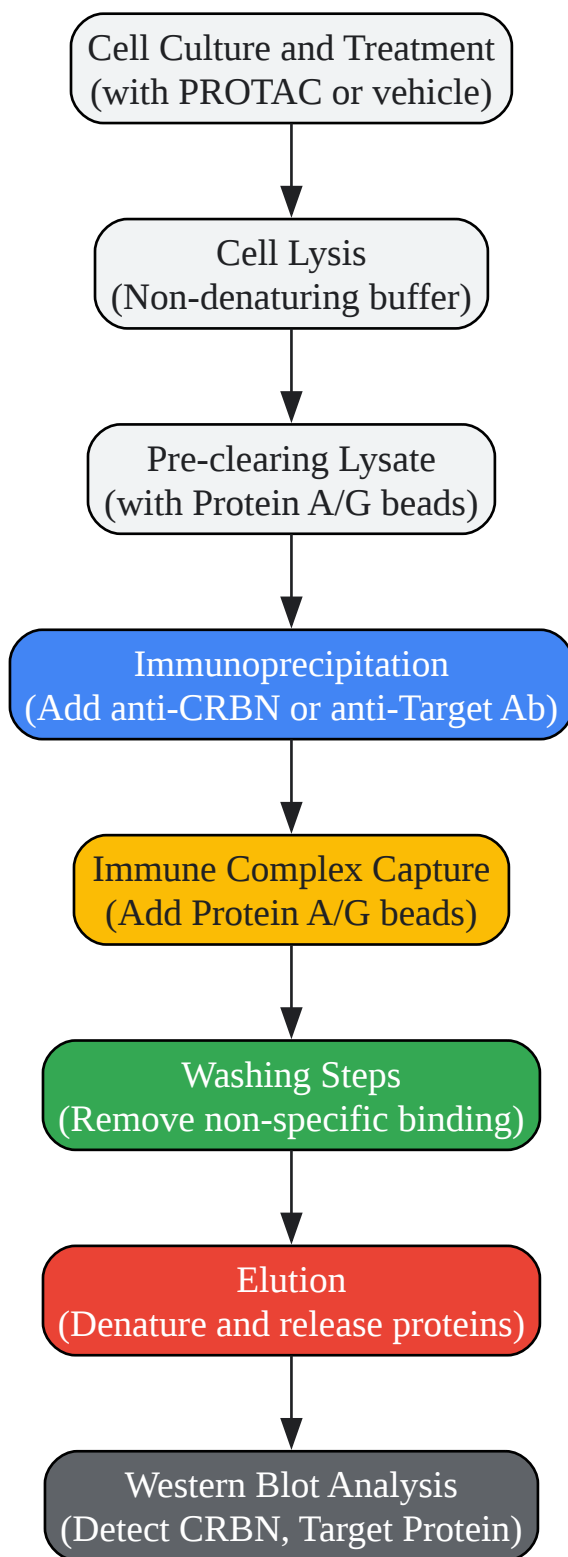 Cell Culture and Treatment
(with PROTAC or vehicle)
Cell Lysis
(Non-denaturing buffer)
Pre-clearing Lysate
(with Protein A/G beads)
Immunoprecipitation
(Add anti-CRBN or anti-Target Ab)
Immune Complex Capture
(Add Protein A/G beads)
Washing Steps
(Remove non-specific binding)
Elution
(Denature and release proteins)
Western Blot Analysis
(Detect CRBN, Target Protein)